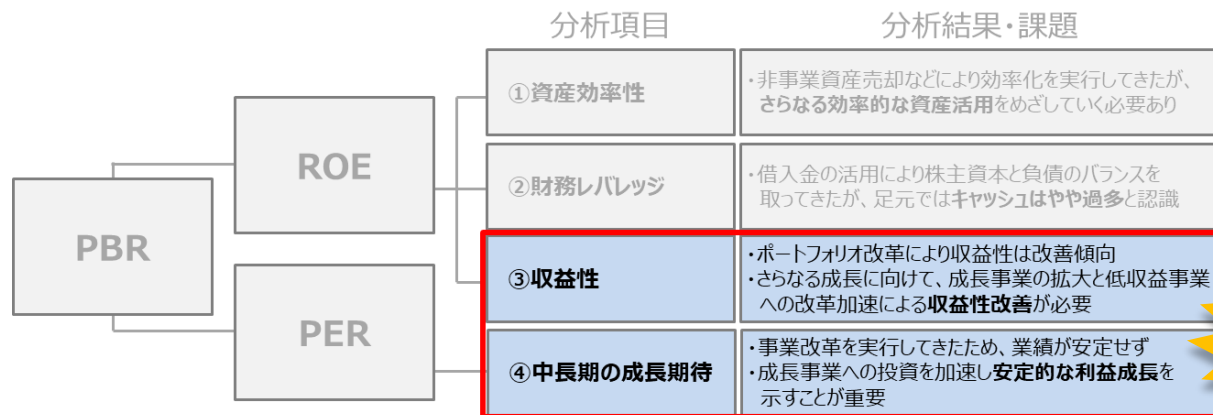 分析項目
分析結果・課題
①資産効率性
・非事業資産売却などにより効率化を実行してきたが、
さらなる効率的な資産活用をめざしていく必要あり
ROE
②財務レバレッジ
・借入金の活用により株主資本と負債のバランスを
取ってきたが、足元ではキャッシュはやや過多と認識
PBR
③収益性
・ポートフォリオ改革により収益性は改善傾向
・さらなる成長に向けて、成長事業の拡大と低収益事業
への改革加速による収益性改善が必要
PER
④中長期の成長期待
・事業改革を実行してきたため、業績が安定せず
・成長事業への投資を加速し安定的な利益成長を
示すことが重要